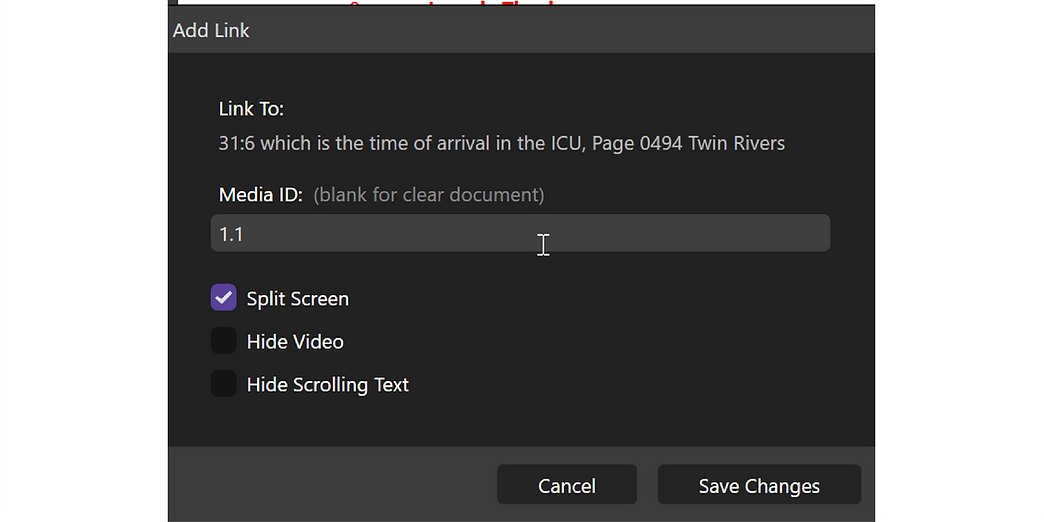 Add Link
Link To:
31:6 which is the time of arrival in the ICU, Page 0494 Twin Rivers
Media ID: (blank for clear document)
1.1
Split Screen
Hide Video
Hide Scrolling Text
Cancel
Save Changes